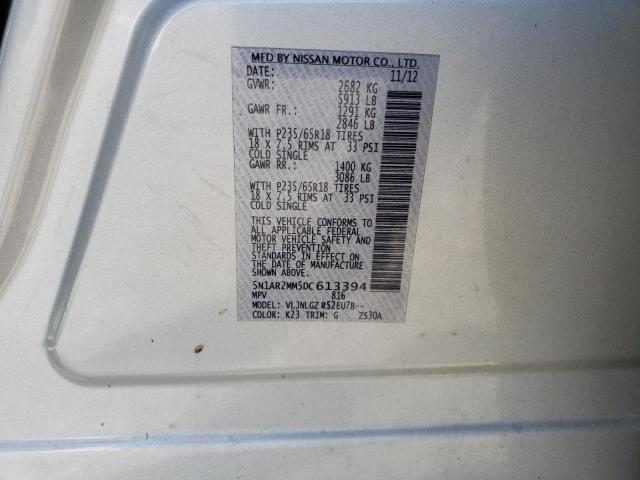 MFD BY NISSAN MOTOR CO., LTD.
DATE: 11/12
GVWR: 2682 KG
5913 LB
GAWR FR.: 1291 KG
2846 LB
WITH P235/65R18 TIRES
18 X 7.5 RIMS AT 33 PSI
COLD SINGLE
GAWR RR.: 1400 KG
3086 LB
WITH P235/65R18 TIRES
18 X 7.5 RIMS AT 33 PSI
COLD SINGLE
THIS VEHICLE CONFORMS TO
ALL APPLICABLE FEDERAL
MOTOR VEHICLE SAFETY AND
THEFT PREVENTION
STANDARDS IN EFFECT ON
THE DATE OF MANUFACTURE
SHOWN ABOVE.
5N1AR2MM5DC613394
MPV 816
MODEL: VLJNLGZ R52EU7B--
COLOR: K23 TRIM: G ZS30A